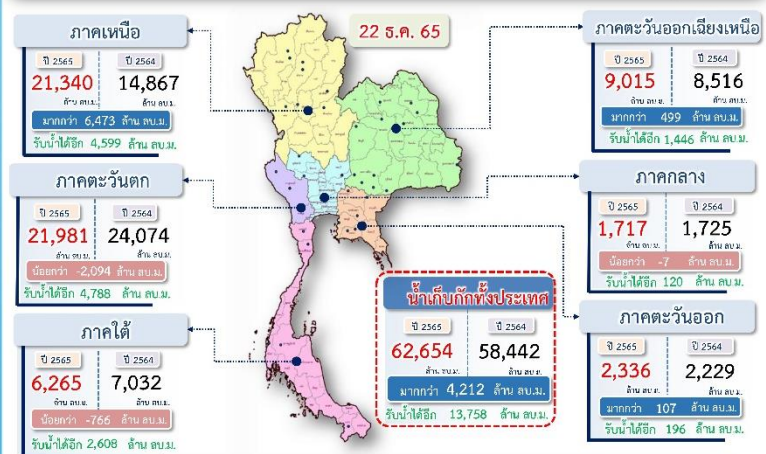 22 ธ.ค. 65
ภาคเหนือ
ปี 2565 ปี 2564
21,340 14,867
ล้าน ลบ.ม. ล้าน ลบ.ม.
มากกว่า 6,473 ล้าน ลบ.ม.
รับน้ำได้อีก 4,599 ล้าน ลบ.ม.
ภาคตะวันตก
ปี 2565 ปี 2564
21,981 24,074
ล้าน ลบ.ม. ล้าน ลบ.ม.
น้อยกว่า -2,094 ล้าน ลบ.ม.
รับน้ำได้อีก 4,788 ล้าน ลบ.ม.
ภาคใต้
ปี 2565 ปี 2564
6,265 7,032
ล้าน ลบ.ม. ล้าน ลบ.ม.
น้อยกว่า -766 ล้าน ลบ.ม.
รับน้ำได้อีก 2,608 ล้าน ลบ.ม.
น้ำเก็บกักทั้งประเทศ
ปี 2565 ปี 2564
62,654 58,442
ล้าน ลบ.ม. ล้าน ลบ.ม.
มากกว่า 4,212 ล้าน ลบ.ม.
รับน้ำได้อีก 13,758 ล้าน ลบ.ม.
ภาคตะวันออกเฉียงเหนือ
ปี 2565 ปี 2564
9,015 8,516
ล้าน ลบ.ม. ล้าน ลบ.ม.
มากกว่า 499 ล้าน ลบ.ม.
รับน้ำได้อีก 1,446 ล้าน ลบ.ม.
ภาคกลาง
ปี 2565 ปี 2564
1,717 1,725
ล้าน ลบ.ม. ล้าน ลบ.ม.
น้อยกว่า -7 ล้าน ลบ.ม.
รับน้ำได้อีก 120 ล้าน ลบ.ม.
ภาคตะวันออก
ปี 2565 ปี 2564
2,336 2,229
ล้าน ลบ.ม. ล้าน ลบ.ม.
มากกว่า 107 ล้าน ลบ.ม.
รับน้ำได้อีก 196 ล้าน ลบ.ม.